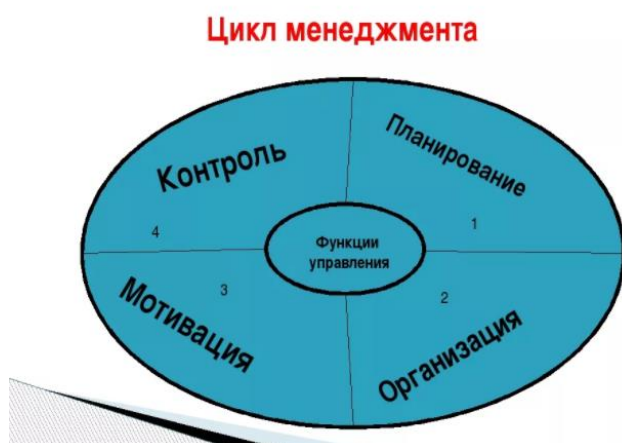 Цикл менеджмента
Контроль
4
Планирование
1
Функции
управления
Мотивация
3
Организация
2